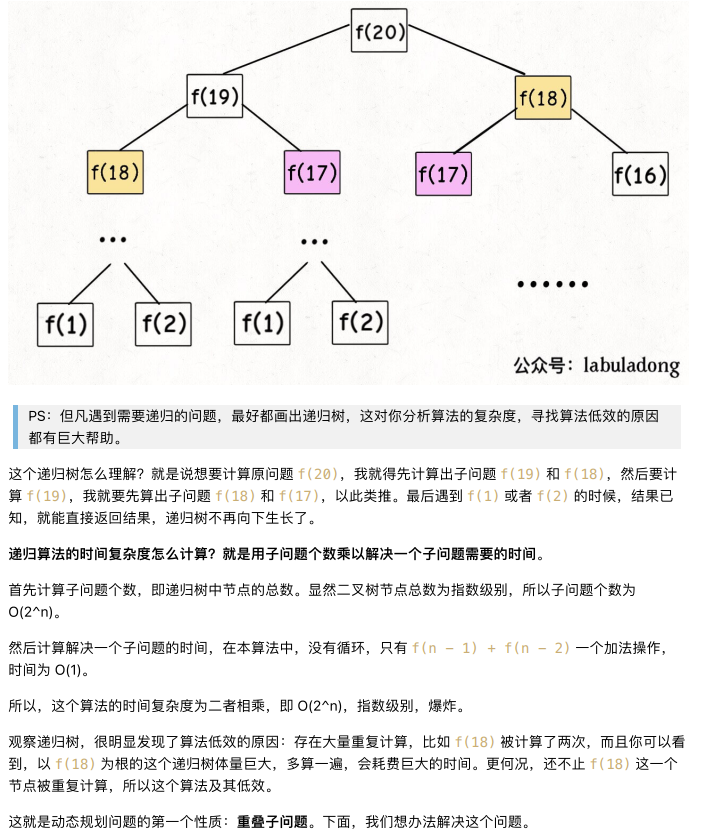 f(20)
f(19)
f(18)
f(18)
f(17)
f(17)
f(16)
...
...
......
f(1)
f(2)
f(1)
f(2)
公众号：labuladong
PS：但凡遇到需要递归的问题，最好都画出递归树，这对你分析算法的复杂度，寻找算法低效的原因
都有巨大帮助。
这个递归树怎么理解？就是说想要计算原问题 f(20)，我就得先计算出子问题 f(19) 和 f(18)，然后要计
算 f(19)，我就要先算出子问题 f(18) 和 f(17)，以此类推。最后遇到 f(1) 或者 f(2) 的时候，结果已
知，就能直接返回结果，递归树不再向下生长了。
递归算法的时间复杂度怎么计算？就是用子问题个数乘以解决一个子问题需要的时间。
首先计算子问题个数，即递归树中节点的总数。显然二叉树节点总数为指数级别，所以子问题个数为
O(2^n)。
然后计算解决一个子问题的时间，在本算法中，没有循环，只有 f(n - 1) + f(n - 2) 一个加法操作，
时间为 O(1)。
所以，这个算法的时间复杂度为二者相乘，即 O(2^n)，指数级别，爆炸。
观察递归树，很明显发现了算法低效的原因：存在大量重复计算，比如 f(18) 被计算了两次，而且你可以看
到，以 f(18) 为根的这个递归树体量巨大，多算一遍，会耗费巨大的时间。更何况，还不止 f(18) 这一个
节点被重复计算，所以这个算法及其低效。
这就是动态规划问题的第一个性质：重叠子问题。下面，我们想办法解决这个问题。